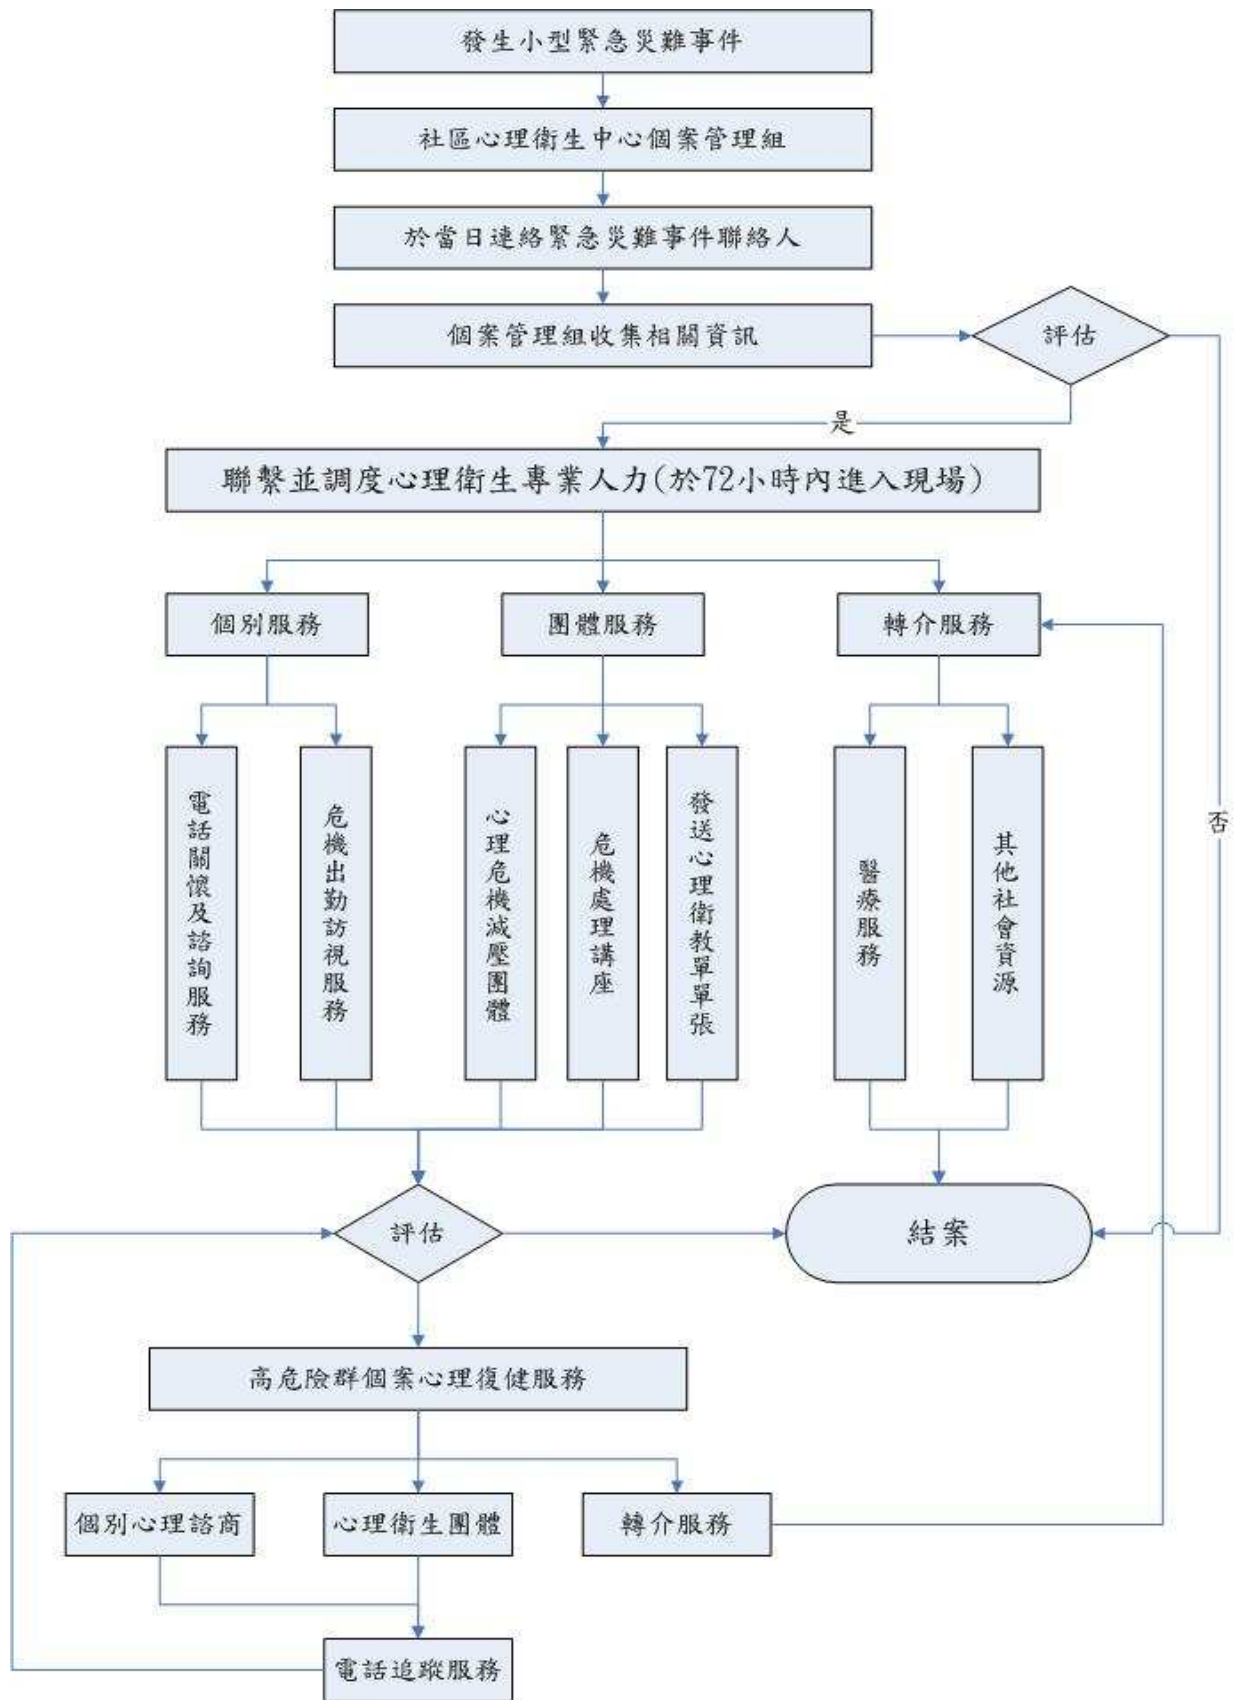 發生小型緊急災難事件
社區心理衛生中心個案管理組
於當日連絡緊急災難事件聯絡人
個案管理組收集相關資訊
評估
是
聯繫並調度心理衛生專業人力(於72小時內進入現場)
個別服務
團體服務
轉介服務
電話關懷及諮詢服務
危機出勤訪視服務
心理危機減壓團體
危機處理講座
發送心理衛教單單張
醫療服務
其他社會資源
否
評估
結案
高危險群個案心理復健服務
個別心理諮商
心理衛生團體
轉介服務
電話追蹤服務